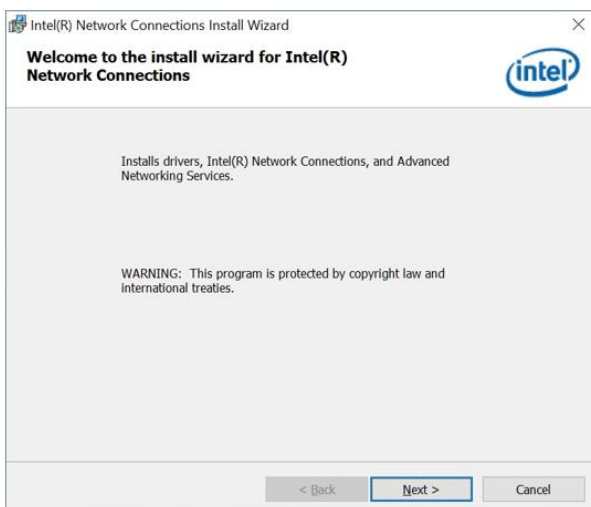 Intel(R) Network Connections Install Wizard
Welcome to the install wizard for Intel(R)
Network Connections
intel
Installs drivers, Intel(R) Network Connections, and Advanced
Networking Services.
WARNING: This program is protected by copyright law and
international treaties.
< Back Next > Cancel